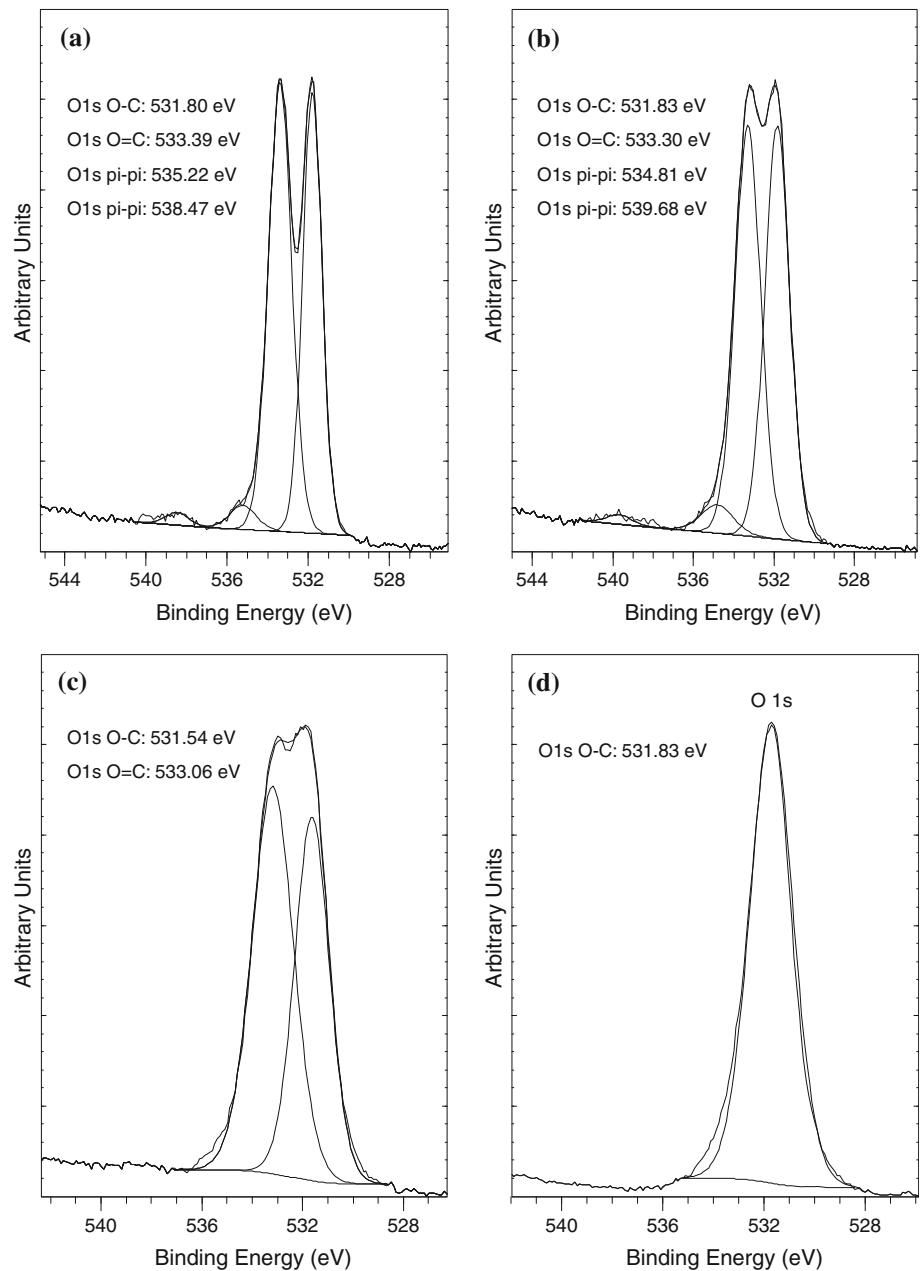 (a)
O1s O-C: 531.80 eV
O1s O=C: 533.39 eV
O1s pi-pi: 535.22 eV
O1s pi-pi: 538.47 eV
Arbitrary Units
544 540 536 532 528
Binding Energy (eV)
(b)
O1s O-C: 531.83 eV
O1s O=C: 533.30 eV
O1s pi-pi: 534.81 eV
O1s pi-pi: 539.68 eV
Arbitrary Units
544 540 536 532 528
Binding Energy (eV)
(c)
O1s O-C: 531.54 eV
O1s O=C: 533.06 eV
Arbitrary Units
540 536 532 528
Binding Energy (eV)
(d)
O 1s
O1s O-C: 531.83 eV
Arbitrary Units
540 536 532 528
Binding Energy (eV)